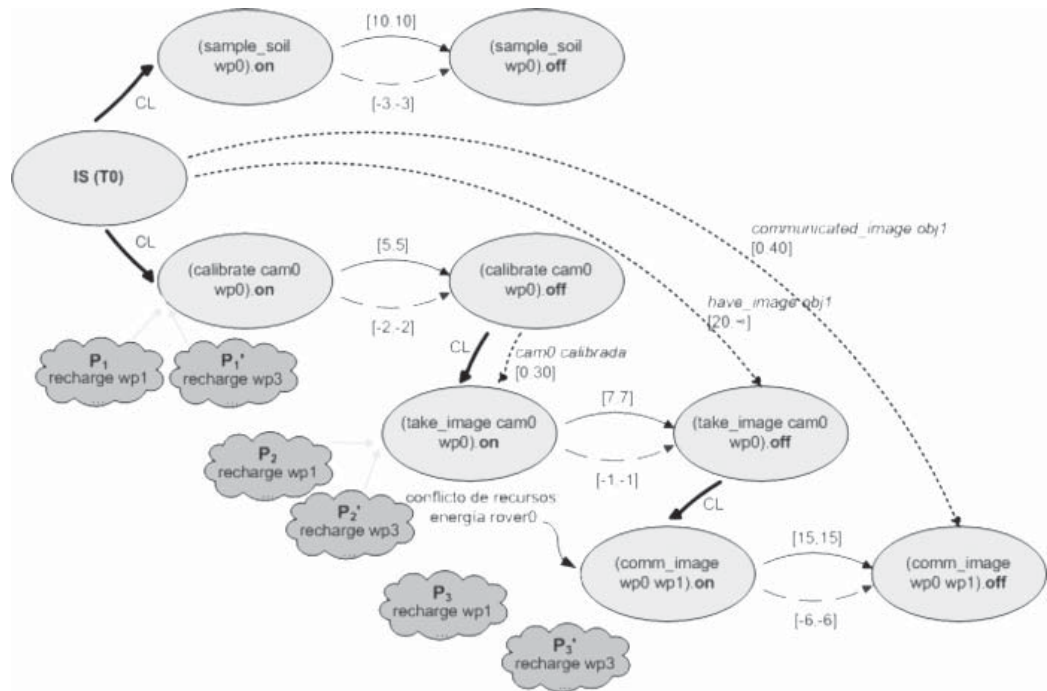 [10.10]
(sample_soil
wp0).on
(sample_soil
wp0).off
[-3.-3]
CL
IS (T0)
CL
communicated_image obj1
[0.40]
[5.5]
(calibrate cam0
wp0).on
(calibrate cam0
wp0).off
[-2.-2]
have_image obj1
[20.∞]
P1
recharge wp1
...
P1'
recharge wp3
...
CL
cam0 calibrada
[0.30]
[7.7]
(take_image cam0
wp0).on
(take_image cam0
wp0).off
[-1.-1]
P2
recharge wp1
...
P2'
recharge wp3
...
conflicto de recursos
energia rover0
CL
[15.15]
(comm_image
wp0 wp1).on
(comm_image
wp0 wp1).off
[-6.-6]
P3
recharge wp1
...
P3'
recharge wp3
...